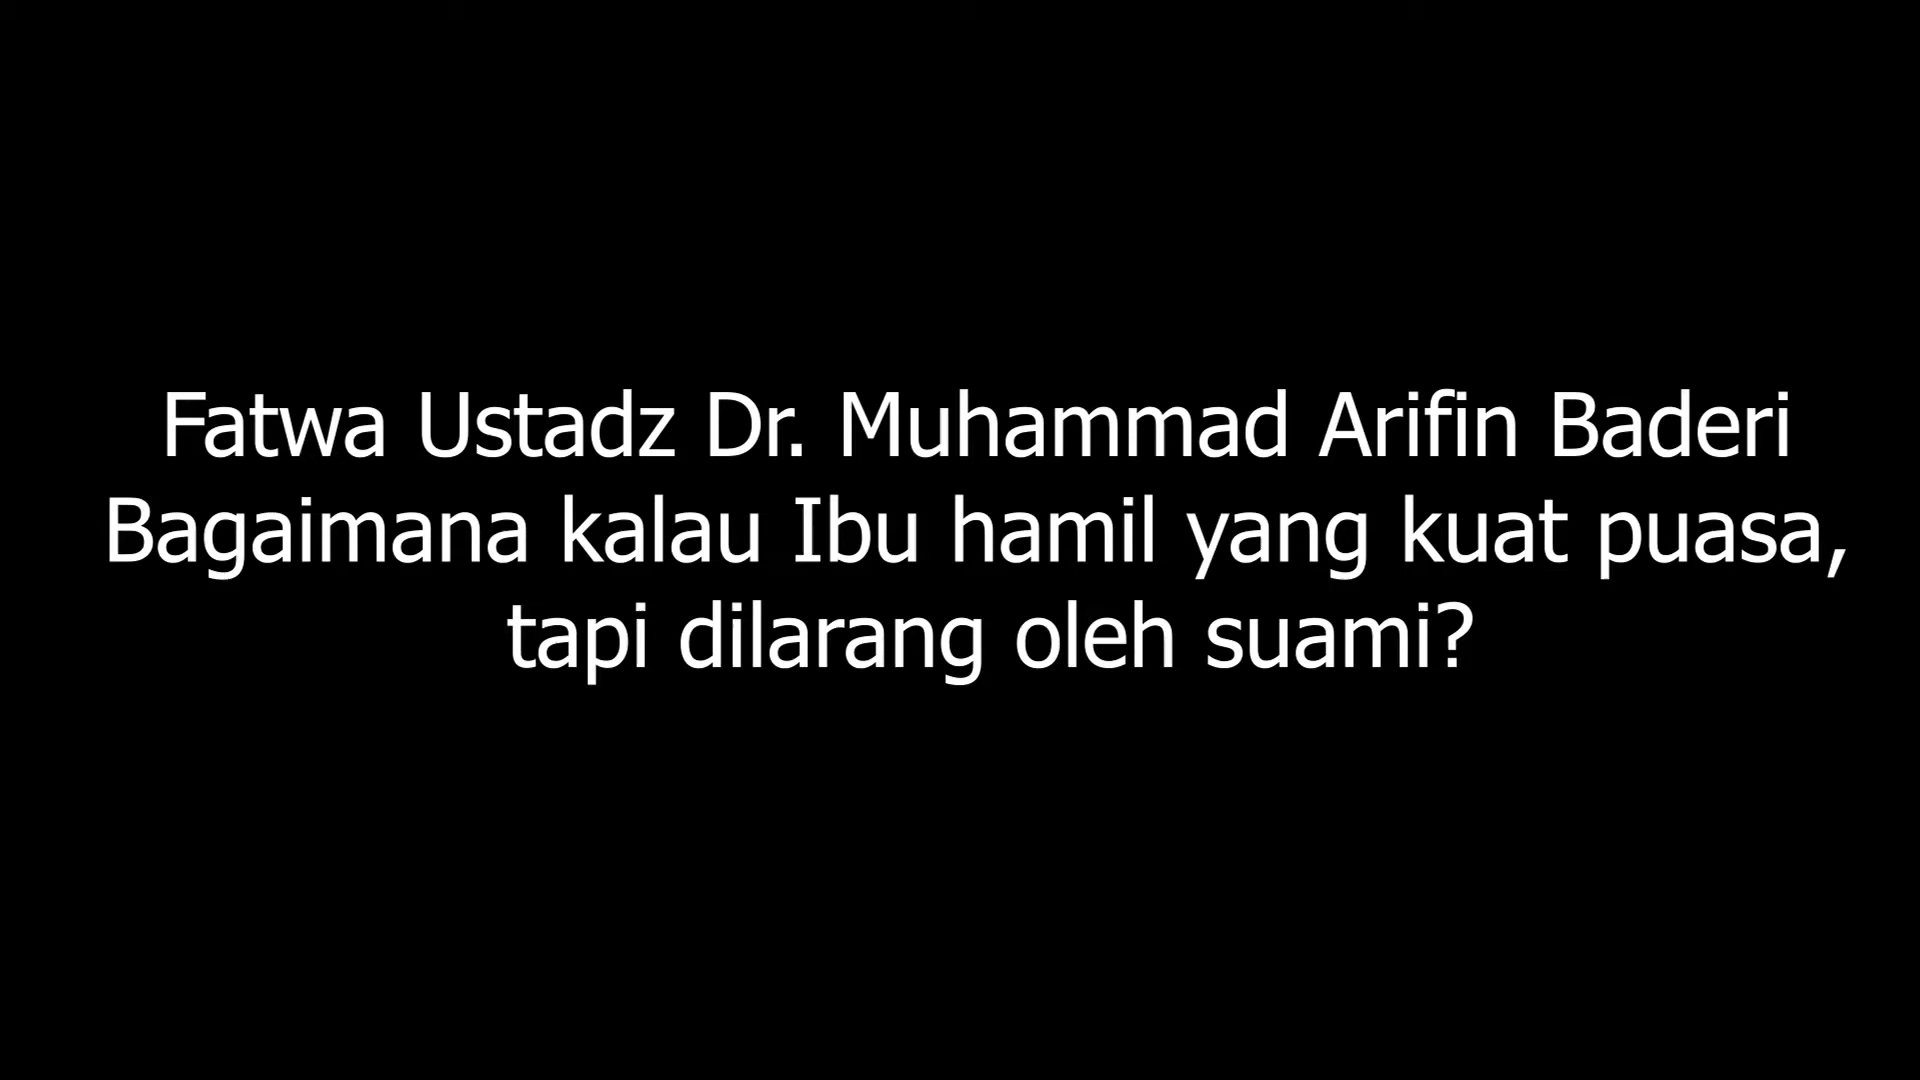 Fatwa Ustadz Dr. Muhammad Arifin Baderi
Bagaimana kalau Ibu hamil yang kuat puasa,
tapi dilarang oleh suami?